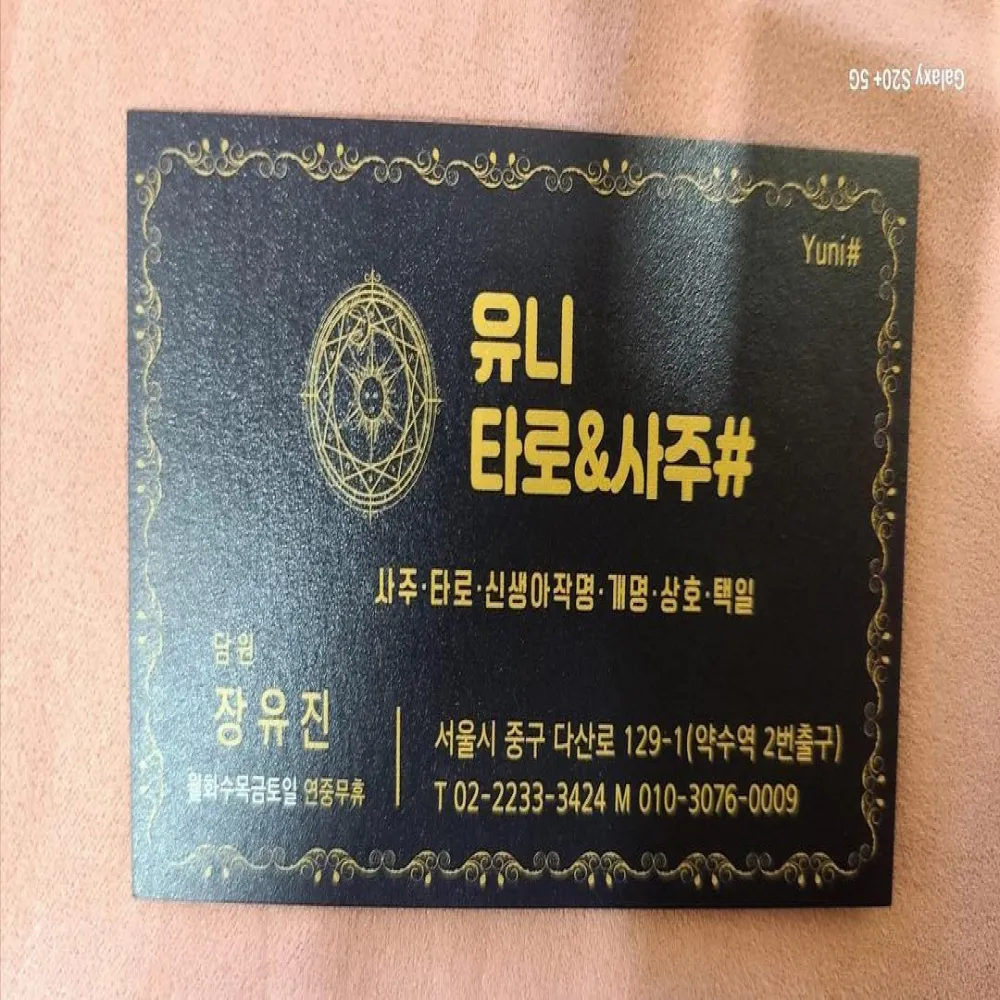 Galaxy S20+ 5G
Yuni#
유니
타로&사주#
사주·타로·신생아작명·개명·상호·택일
담원
장유진
월화수목금토일 연중무휴
서울시 중구 다산로 129-1(약수역 2번출구)
T 02-2233-3424 M 010-3076-0009